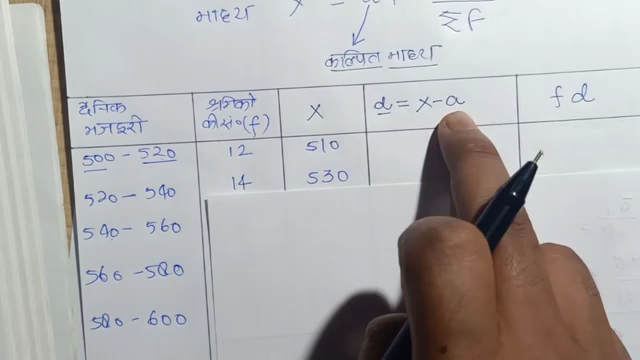 माध्य x = a +
Σf
कल्पित माध्य
दैनिक मजदूरी श्रमिकों की सं०(f) x d = x-a fd
500 - 520 12 510
520 - 540 14 530
540 - 560
560 - 580
580 - 600